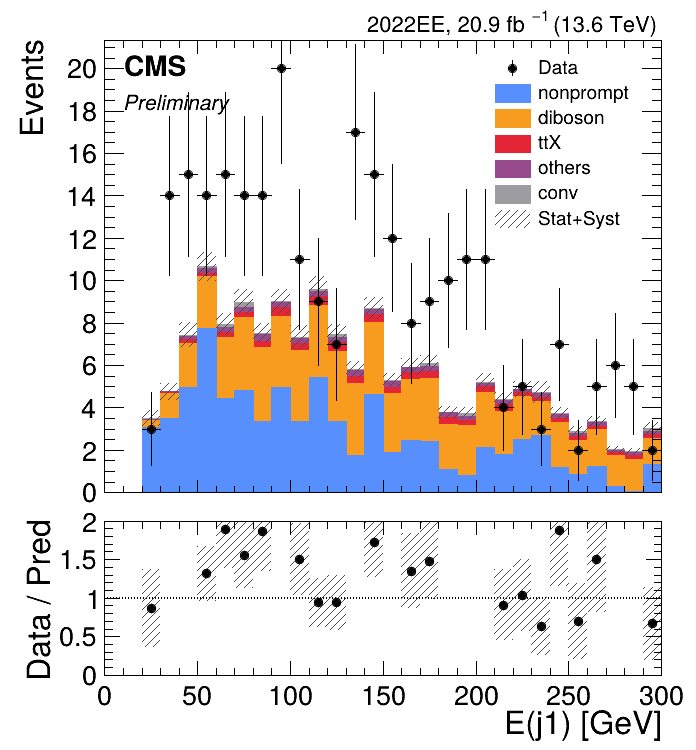 2022EE, 20.9 fb⁻¹ (13.6 TeV)
CMS
Preliminary
Events
20
18
16
14
12
10
8
6
4
2
0
Data
nonprompt
diboson
ttX
others
conv
Stat+Syst
Data / Pred
2
1.5
1
0.5
0
0 50 100 150 200 250 300
E(j1) [GeV]